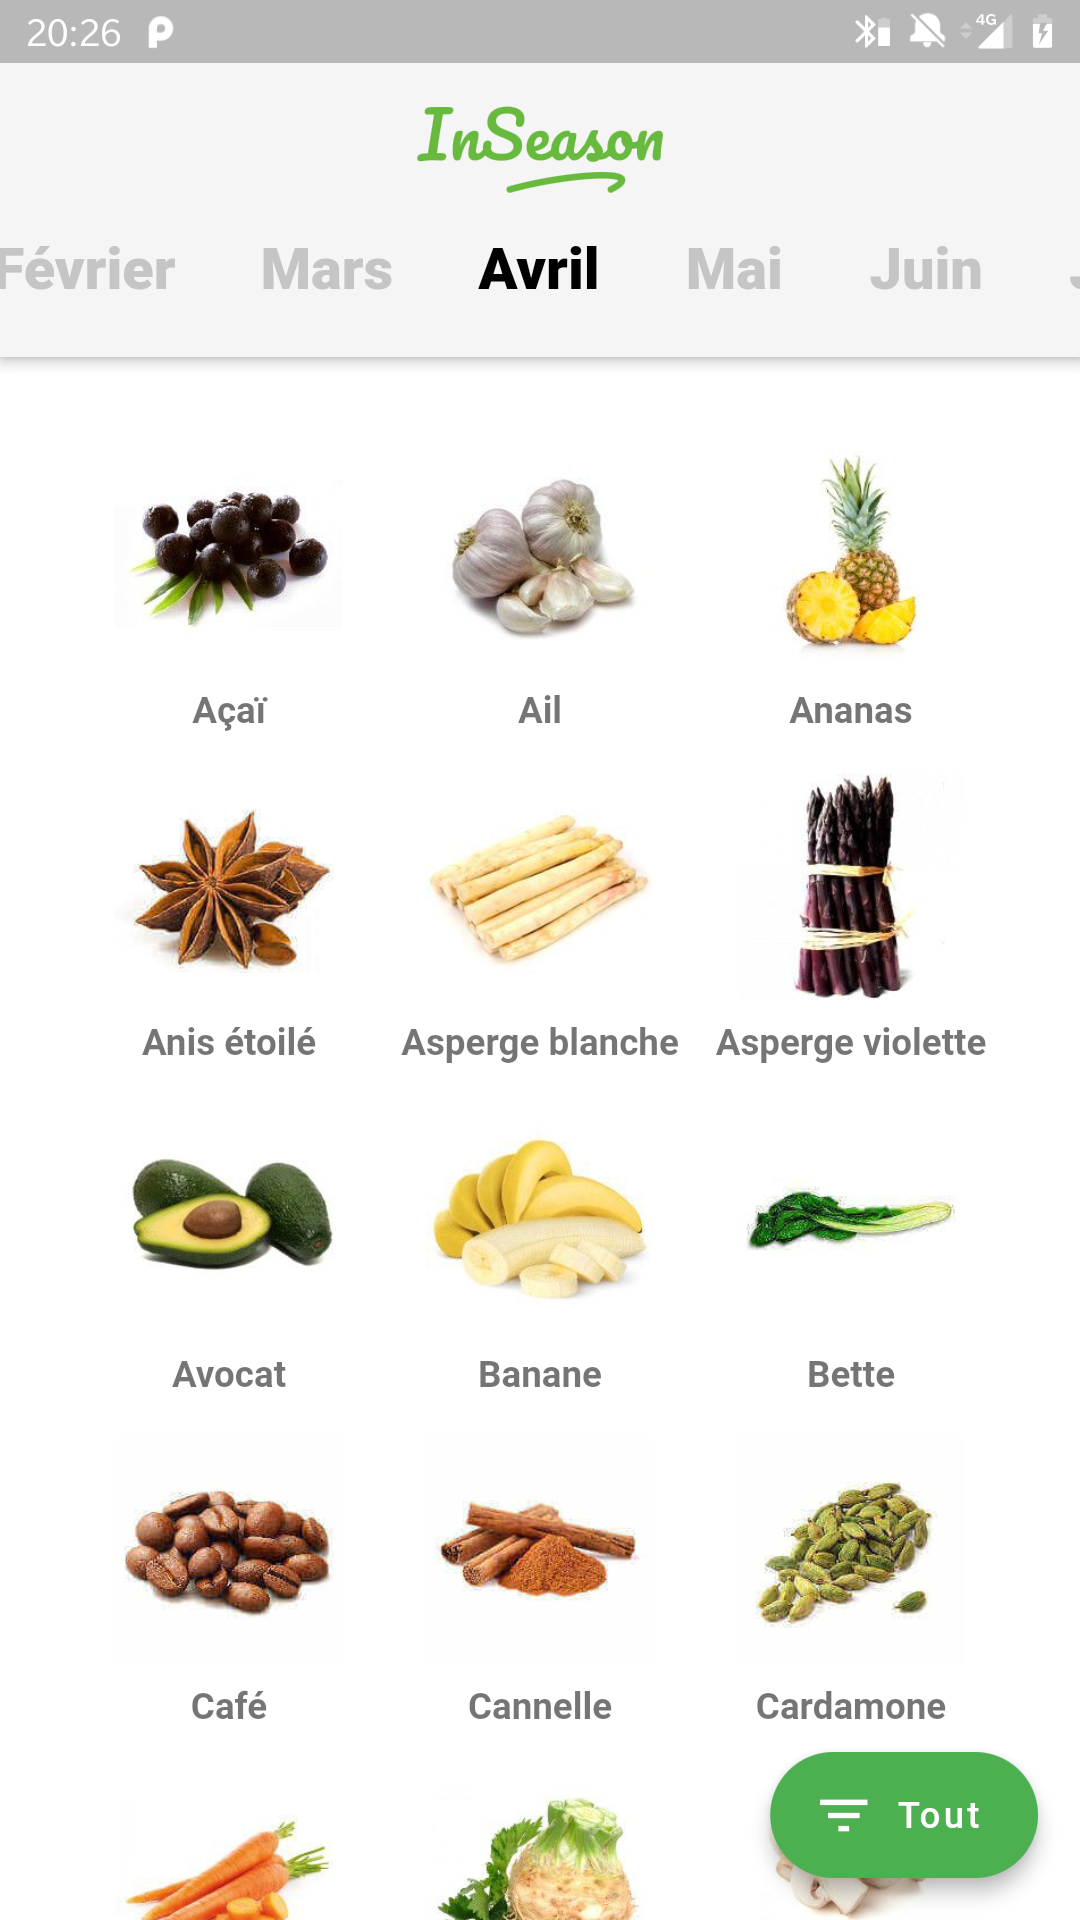 20:26 4G
InSeason
Février Mars Avril Mai Juin J
Açaï Ail Ananas
Anis étoilé Asperge blanche Asperge violette
Avocat Banane Bette
Café Cannelle Cardamone
Tout